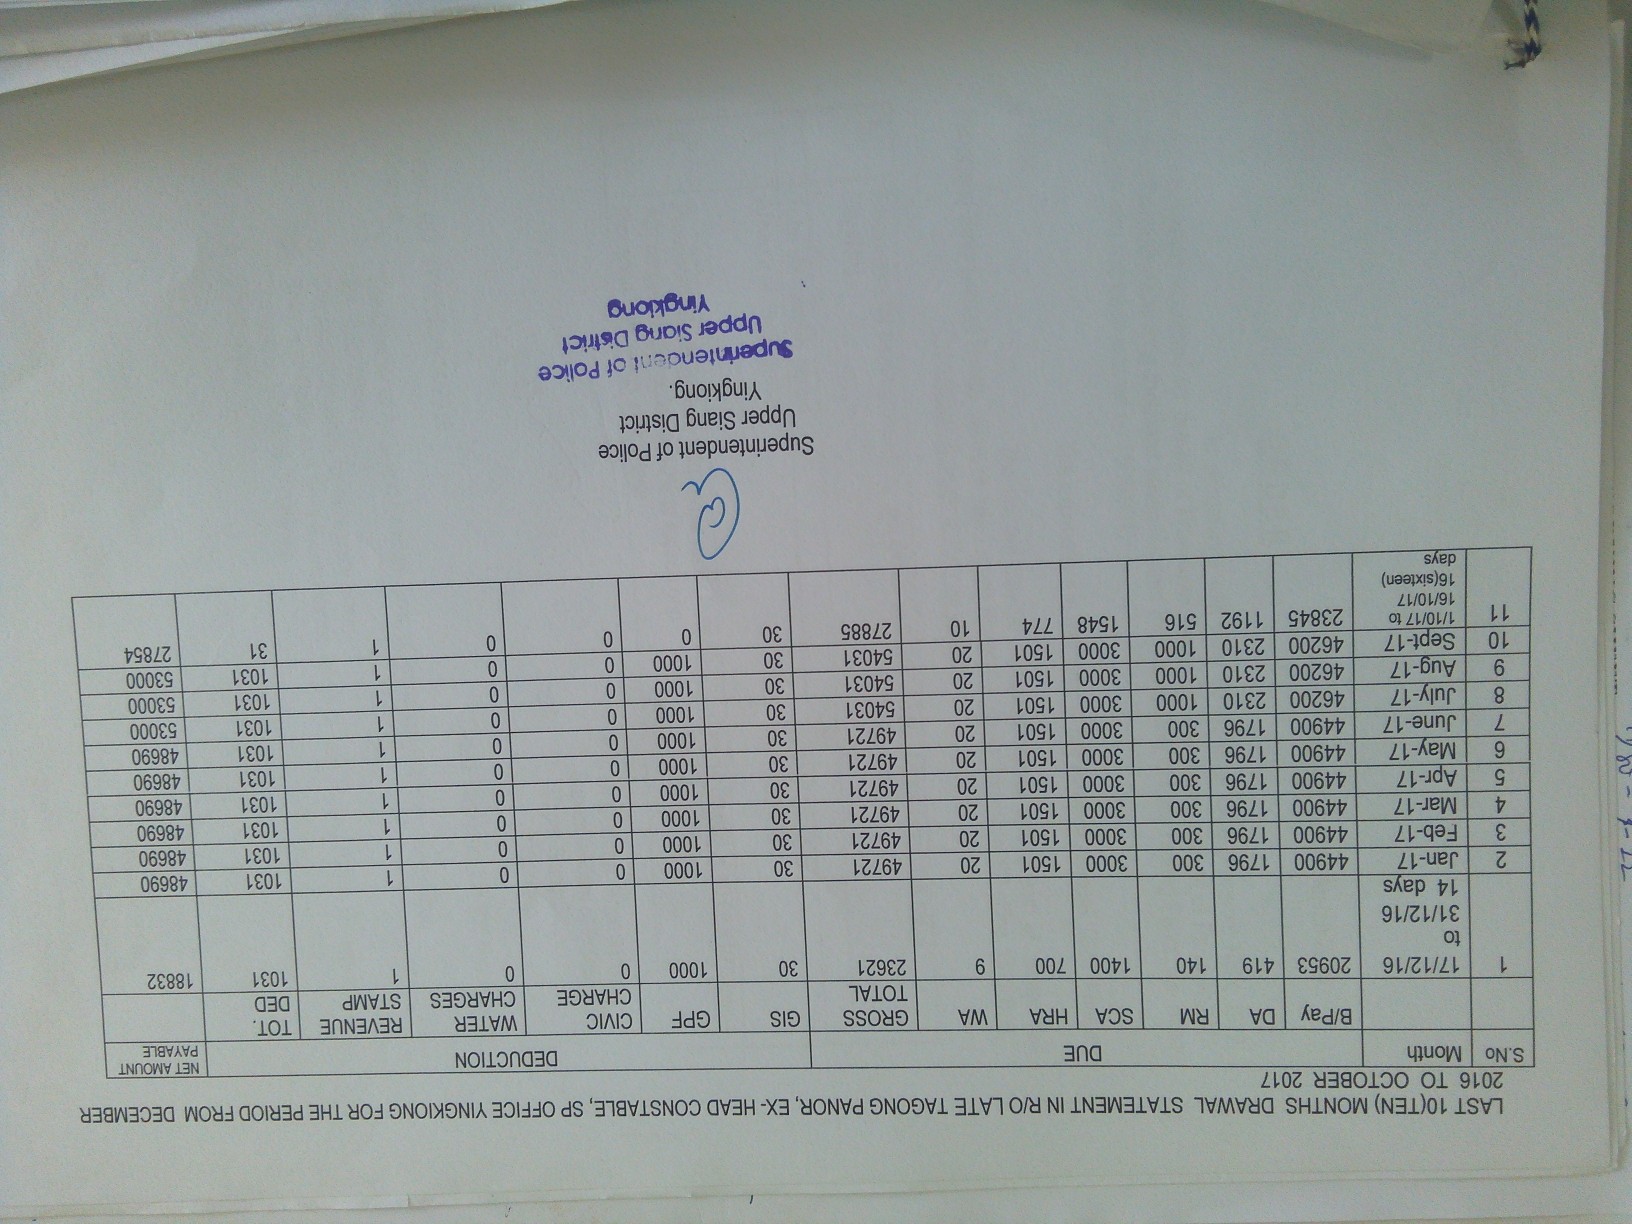 LAST 10(TEN) MONTHS DRAWAL STATEMENT IN R/O LATE TAGONG PANOR, EX- HEAD CONSTABLE, SP OFFICE YINGKIONG FOR THE PERIOD FROM DECEMBER
2016 TO OCTOBER 2017
S.No Month DUE DEDUCTION NET AMOUNT PAYABLE
B/Pay DA RM SCA HRA WA GROSS TOTAL GIS GPF CIVIC CHARGE WATER CHARGES REVENUE STAMP TOT. DED
1 17/12/16 to 31/12/16 14 days 20953 419 140 1400 700 9 23621 30 1000 0 0 1 1031 18832
2 Jan-17 44900 1796 300 3000 1501 20 49721 30 1000 0 0 1 1031 48690
3 Feb-17 44900 1796 300 3000 1501 20 49721 30 1000 0 0 1 1031 48690
4 Mar-17 44900 1796 300 3000 1501 20 49721 30 1000 0 0 1 1031 48690
5 Apr-17 44900 1796 300 3000 1501 20 49721 30 1000 0 0 1 1031 48690
6 May-17 44900 1796 300 3000 1501 20 49721 30 1000 0 0 1 1031 48690
7 June-17 44900 1796 300 3000 1501 20 49721 30 1000 0 0 1 1031 48690
8 July-17 46200 2310 1000 3000 1501 20 54031 30 1000 0 0 1 1031 53000
9 Aug-17 46200 2310 1000 3000 1501 20 54031 30 1000 0 0 1 1031 53000
10 Sept-17 46200 2310 1000 3000 1501 20 54031 30 1000 0 0 1 1031 53000
11 1/10/17 to 16/10/17 16(sixteen) days 23845 1192 516 1548 774 10 27885 30 0 0 0 1 31 27854
Superintendent of Police
Upper Siang District
Yingkiong.
Superintendent of Police
Upper Siang District
Yingkiong